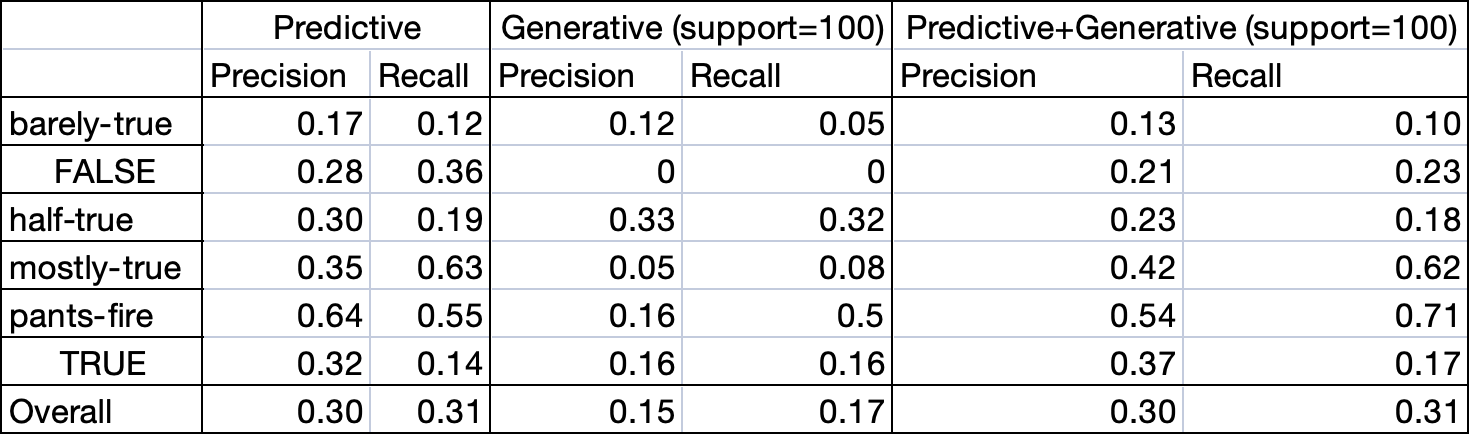 Predictive Generative (support=100) Predictive+Generative (support=100)
Precision Recall Precision Recall Precision Recall
barely-true 0.17 0.12 0.12 0.05 0.13 0.10
FALSE 0.28 0.36 0 0 0.21 0.23
half-true 0.30 0.19 0.33 0.32 0.23 0.18
mostly-true 0.35 0.63 0.05 0.08 0.42 0.62
pants-fire 0.64 0.55 0.16 0.5 0.54 0.71
TRUE 0.32 0.14 0.16 0.16 0.37 0.17
Overall 0.30 0.31 0.15 0.17 0.30 0.31